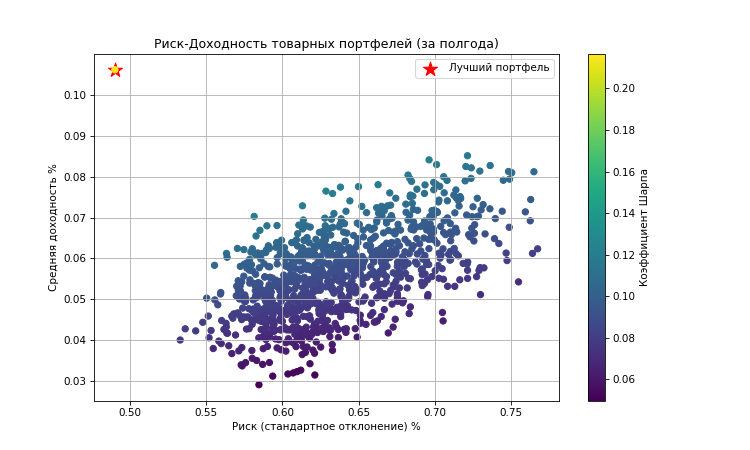 Риск-Доходность товарных портфелей (за полгода)
Лучший портфель
0.10
0.09
0.08
0.07
0.06
0.05
0.04
0.03
Средняя доходность %
0.50 0.55 0.60 0.65 0.70 0.75
Риск (стандартное отклонение) %
0.20
0.18
0.16
0.14
0.12
0.10
0.08
0.06
Коэффициент Шарпа